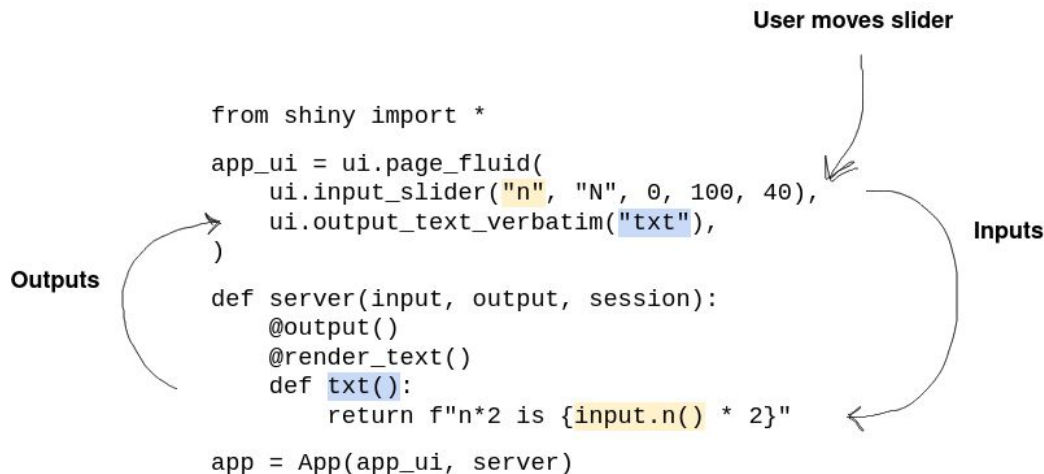 User moves slider
from shiny import *
app_ui = ui.page_fluid(
    ui.input_slider("n", "N", 0, 100, 40),
    ui.output_text_verbatim("txt"),
)
Inputs
Outputs
def server(input, output, session):
    @output()
    @render_text()
    def txt():
        return f"n*2 is {input.n() * 2}"
app = App(app_ui, server)